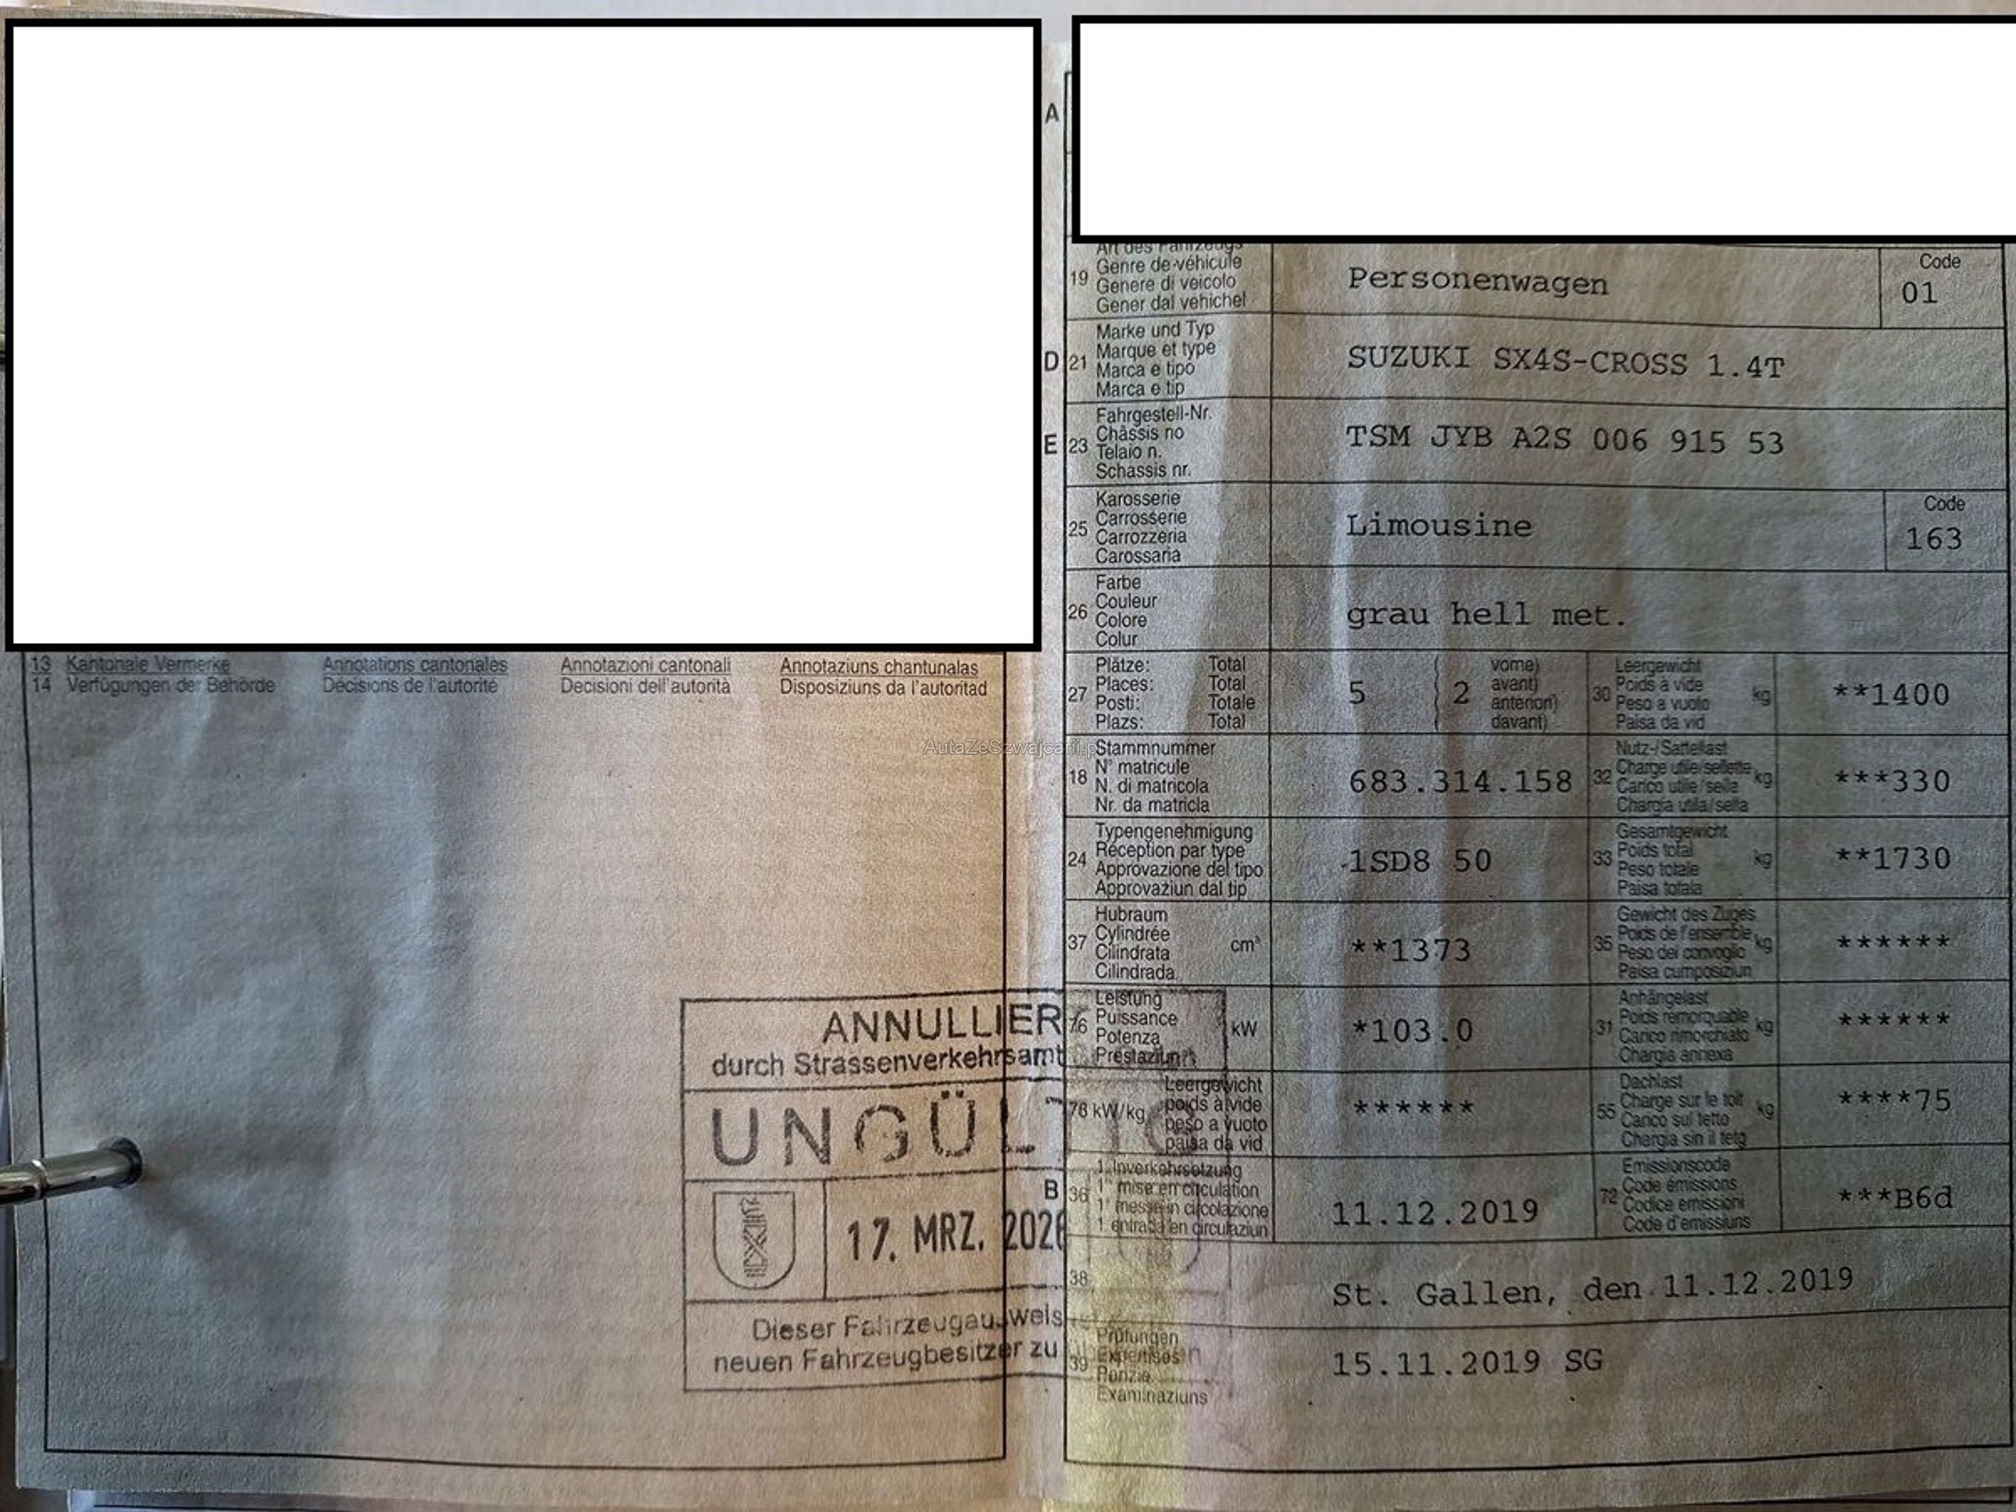 13 Kantonale Vermerke Annotations cantonales Annotazioni cantonali Annotaziuns chantunalas
14 Verfügungen der Behörde Décisions de l'autorité Decisioni dell'autorità Disposiziuns da l'autoritad
ANNULLIER
durch Strassenverkehrsamt
UNGÜLTIG
17. MRZ. 2026
Dieser Fahrzeugausweis
neuen Fahrzeugbesitzer zu
AutaZeSzwajcarii.p
A
Art des Fahrzeugs
19 Genre de véhicule
Genere di veicolo
Gener dal vehichel
Personenwagen
Code
01
D 21 Marke und Typ
Marque et type
Marca e tipo
Marca e tip
SUZUKI SX4S-CROSS 1.4T
E 23 Fahrgestell-Nr.
Châssis no
Telaio n.
Schassis nr.
TSM JYB A2S 006 915 53
25 Karosserie
Carrosserie
Carrozzeria
Carossaria
Limousine
Code
163
26 Farbe
Couleur
Colore
Colur
grau hell met.
27 Plätze: Total
Places: Total
Posti: Totale
Plazs: Total
5 ( 2 vorne)
avant)
anteriori)
davant)
30 Leergewicht
Poids à vide
Peso a vuoto
Paisa da vid
kg
**1400
18 Stammnummer
N° matricule
N. di matricola
Nr. da matricla
683.314.158
32 Nutz-/Sattellast
Charge utile/sellette
Carico utile/sella
Chargia utila/sella
kg
***330
24 Typengenehmigung
Réception par type
Approvazione del tipo
Approvaziun dal tip
1SD8 50
33 Gesamtgewicht
Poids total
Peso totale
Paisa totala
kg
**1730
37 Hubraum
Cylindrée
Cilindrata
Cilindrada
cm³
**1373
35 Gewicht des Zuges
Poids de l'ensemble
Peso del convoglio
Paisa cumposiziun
kg
******
76 Leistung
Puissance
Potenza
Prestaziun
kW
*103.0
31 Anhängelast
Poids remorquable
Carico rimorchiato
Chargia annexa
kg
******
78 kW/kg Leergewicht
poids à vide
peso a vuoto
paisa da vid
******
55 Dachlast
Charge sur le toit
Carico sul tetto
Chargia sin il tetg
kg
****75
B 36 1. Inverkehrsetzung
1re mise en circulation
1a messa in circolazione
1. entrada en circulaziun
11.12.2019
72 Emissionscode
Code émissions
Codice emissioni
Code d'emissiuns
***B6d
38
St. Gallen, den 11.12.2019
39 Prüfungen
Expertises
Examinaziuns
15.11.2019 SG